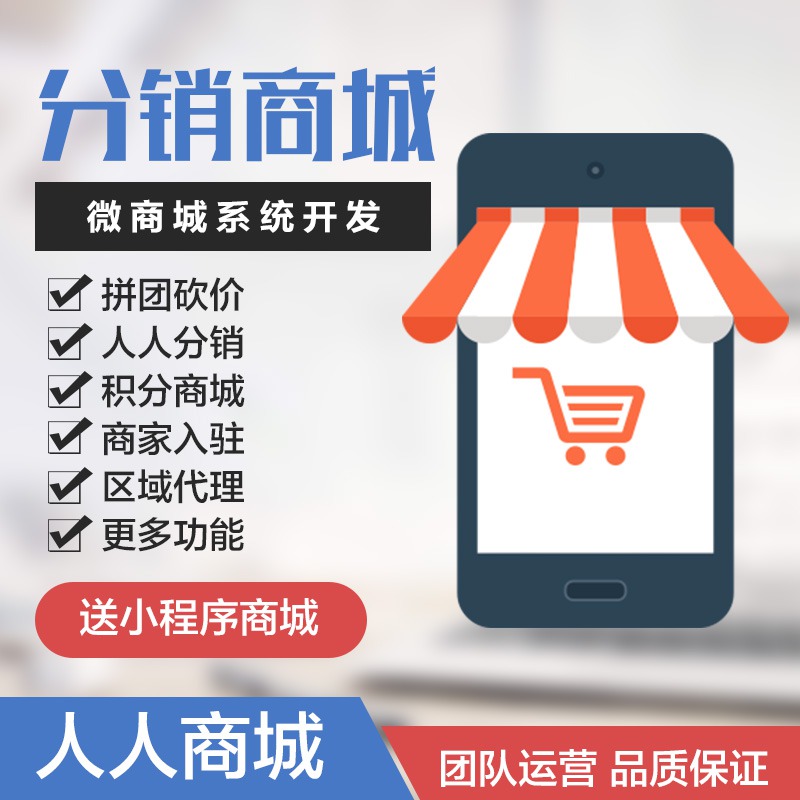 分销商城
微商城系统开发
拼团砍价
人人分销
积分商城
商家入驻
区域代理
更多功能
送小程序商城
人人商城
团队运营 品质保证